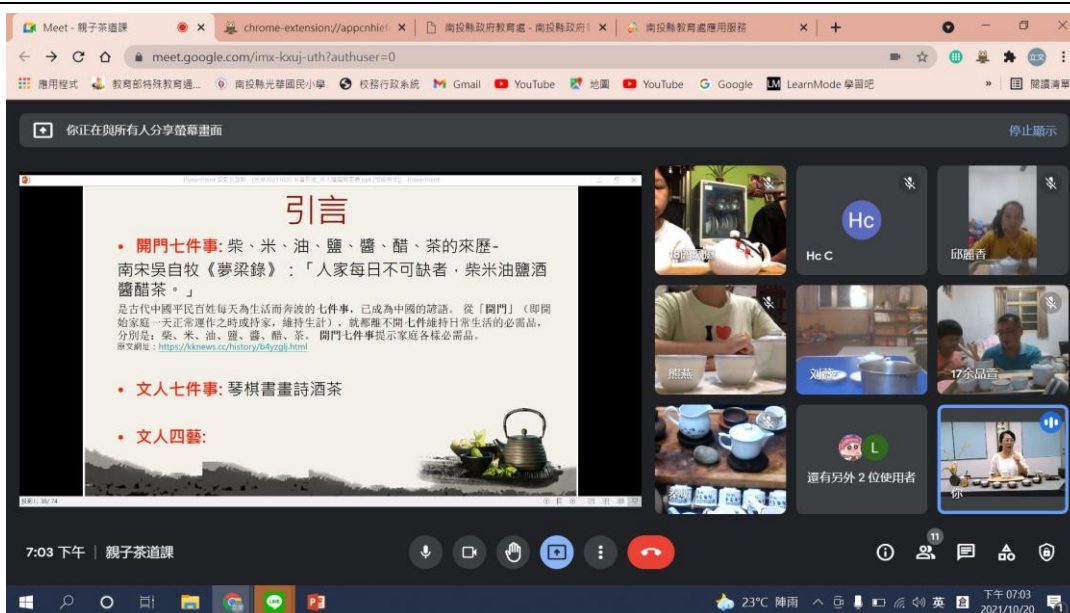 Meet - 親子茶道課
chrome-extension://appcnhief
南投縣政府教育處 - 南投縣政府
南投縣教育處應用服務
meet.google.com/imx-kxuj-uth?authuser=0
應用程式
教育部特殊教育通...
南投縣光華國民小學
校務行政系統
Gmail
YouTube
地圖
YouTube
Google
LearnMode 學習吧
»
閱讀清單
你正在與所有人分享螢幕畫面
停止顯示
引言
• 開門七件事: 柴、米、油、鹽、醬、醋、茶的來歷-
南宋吳自牧《夢梁錄》:「人家每日不可缺者,柴米油鹽酒
醬醋茶。」
是古代中國平民百姓每天為生活而奔波的七件事,已成為中國的諺語。 從「開門」(即開
始家庭一天正常運作之時或持家,維持生計),就都離不開七件維持日常生活的必需品,
分別是:柴、米、油、鹽、醬、醋、茶。 開門七件事提示家庭各樣必需品。
原文網址:https://kknews.cc/history/b4yzglj.html
• 文人七件事: 琴棋書畫詩酒茶
• 文人四藝:
投影片 38/74
Hc
Hc C
邱麗香
熊燕
17余品萱
L
還有另外 2 位使用者
你
7:03 下午 | 親子茶道課
11
23°C 陣雨
英
下午 07:03
2021/10/20